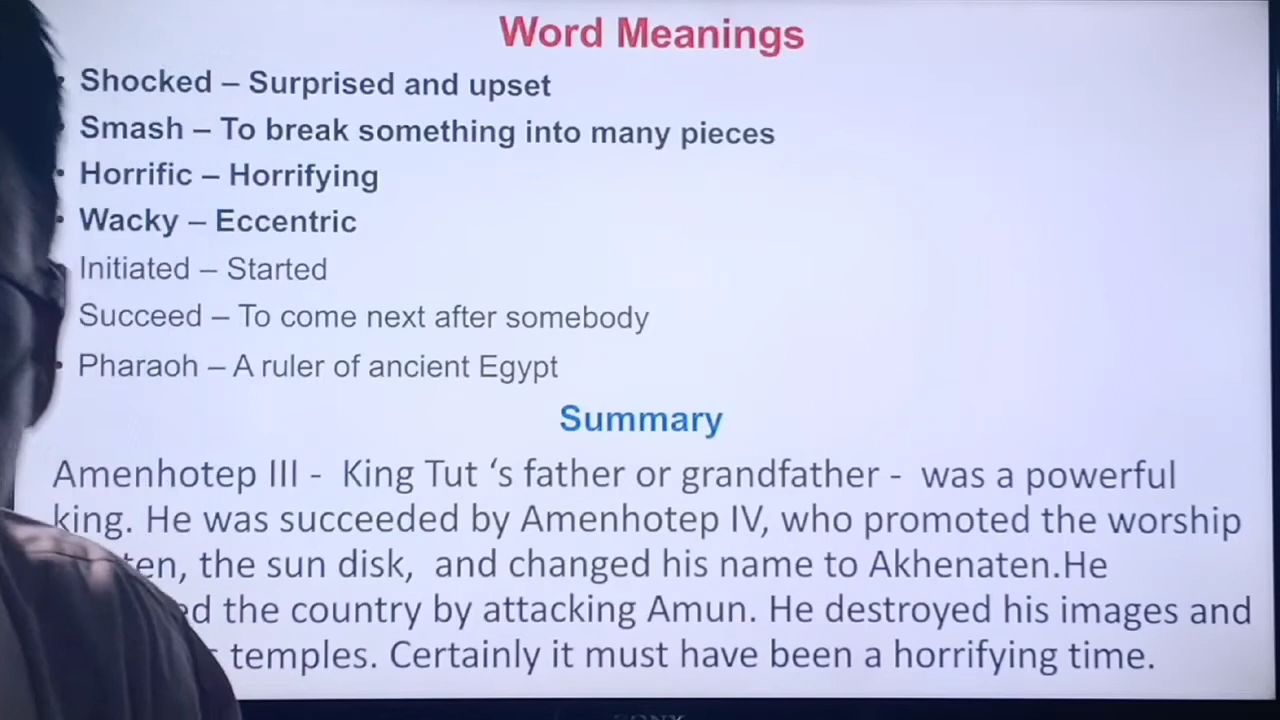 Word Meanings
Shocked – Surprised and upset
Smash – To break something into many pieces
Horrific – Horrifying
Wacky – Eccentric
Initiated – Started
Succeed – To come next after somebody
Pharaoh – A ruler of ancient Egypt
Summary
Amenhotep III - King Tut ‘s father or grandfather - was a powerful
king. He was succeeded by Amenhotep IV, who promoted the worship
the sun disk, and changed his name to Akhenaten.He
the country by attacking Amun. He destroyed his images and
temples. Certainly it must have been a horrifying time.